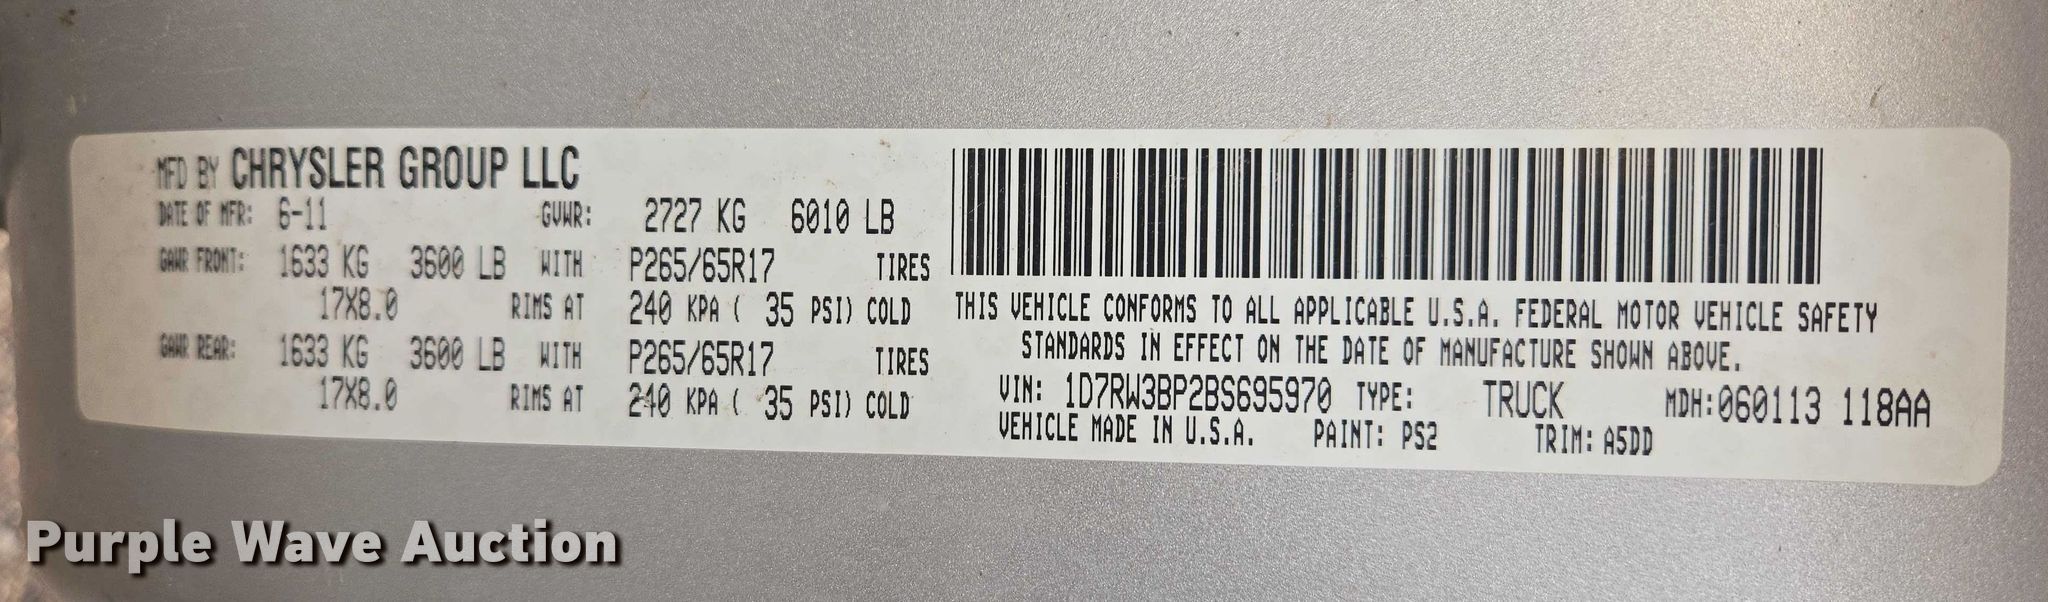 MFD BY CHRYSLER GROUP LLC
DATE OF MFR: 6-11 GVWR: 2727 KG 6010 LB
GAWR FRONT: 1633 KG 3600 LB WITH P265/65R17 TIRES
17X8.0 RIMS AT 240 KPA ( 35 PSI) COLD
GAWR REAR: 1633 KG 3600 LB WITH P265/65R17 TIRES
17X8.0 RIMS AT 240 KPA ( 35 PSI) COLD
THIS VEHICLE CONFORMS TO ALL APPLICABLE U.S.A. FEDERAL MOTOR VEHICLE SAFETY
STANDARDS IN EFFECT ON THE DATE OF MANUFACTURE SHOWN ABOVE.
VIN: 1D7RW3BP2BS695970 TYPE: TRUCK MDH:060113 118AA
VEHICLE MADE IN U.S.A. PAINT: PS2 TRIM: A5DD
Purple Wave Auction